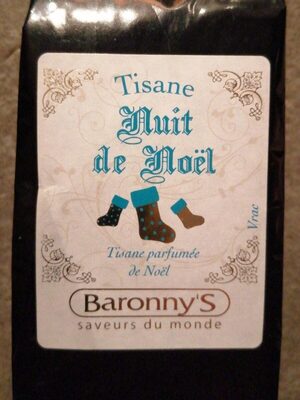 Tisane
Nuit
de Noël
Vrac
Tisane parfumée
de Noël
Baronny'S
saveurs du monde